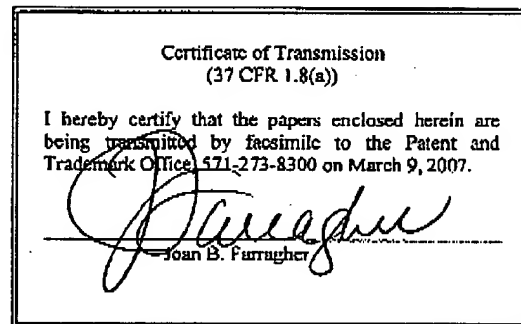 Certificate of Transmission
(37 CFR 1.8(a))
I hereby certify that the papers enclosed herein are
being transmitted by facsimile to the Patent and
Trademark Office) 571-273-8300 on March 9, 2007.
Joan B. Farragher